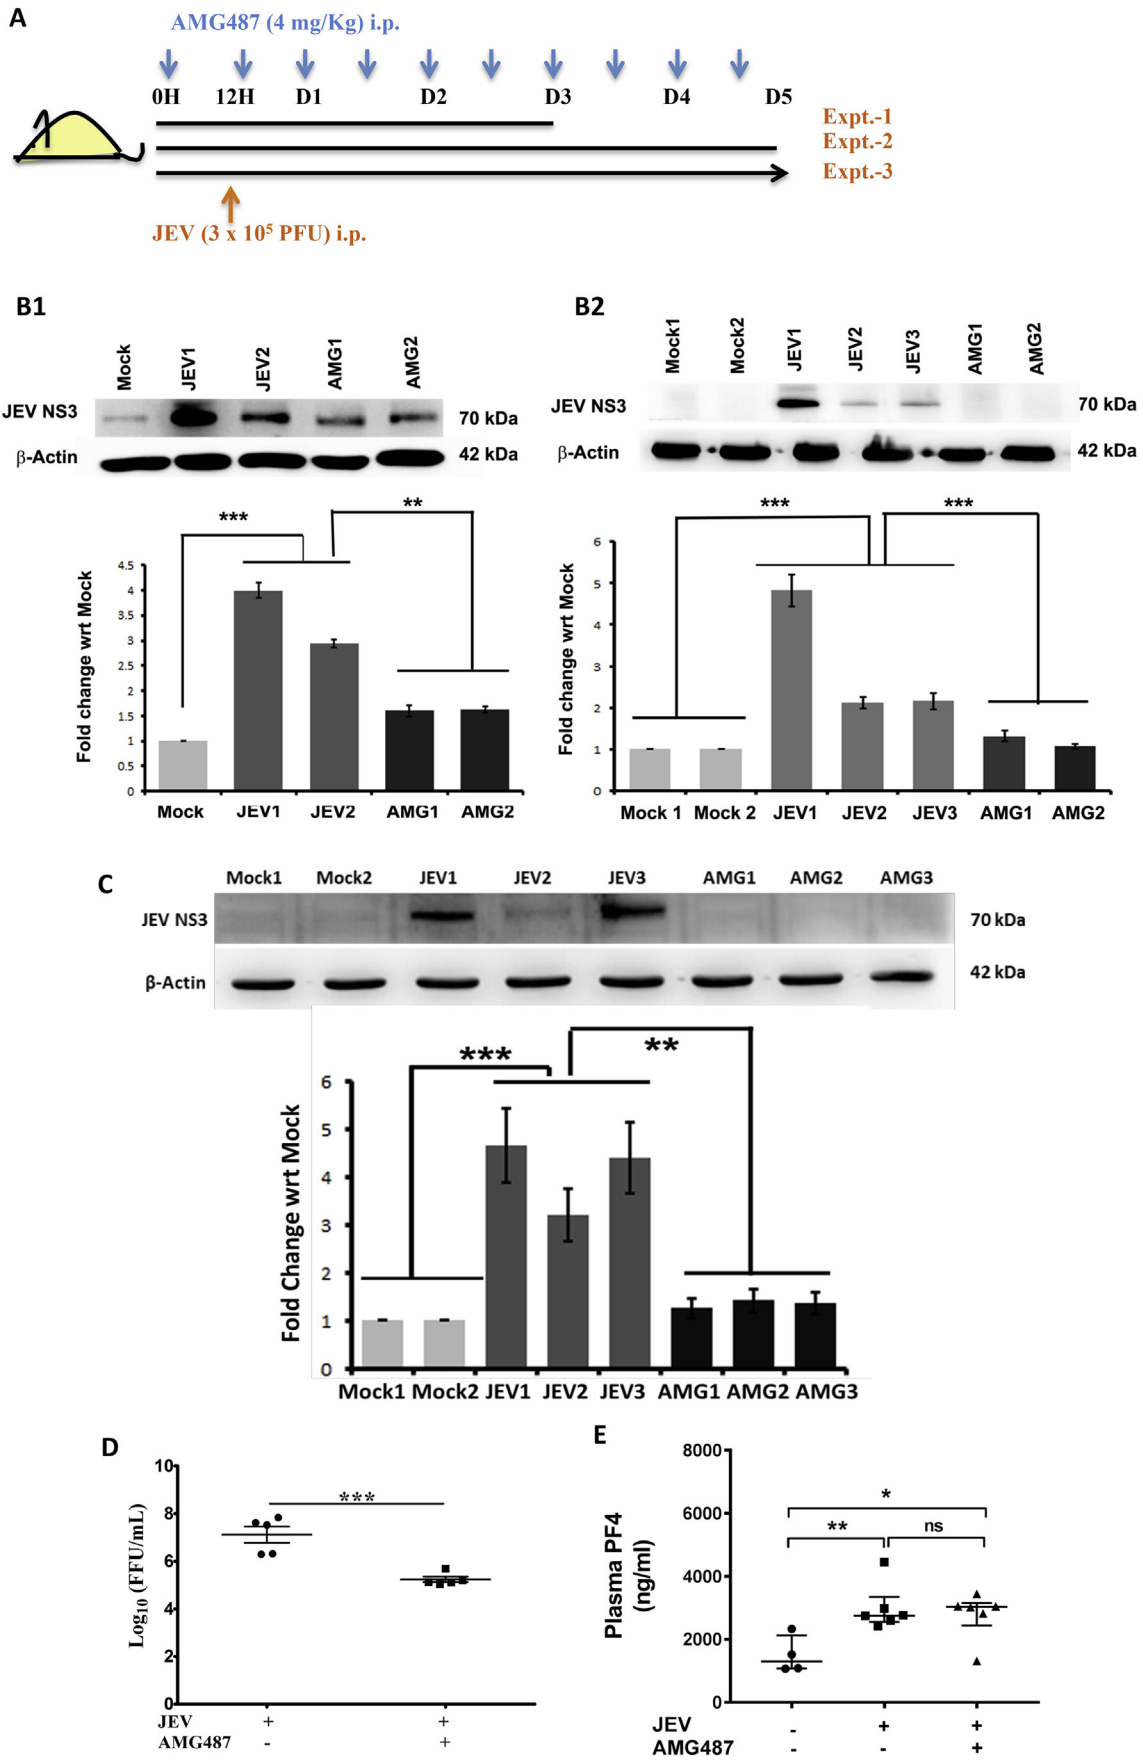 A
AMG487 (4 mg/Kg) i.p.
0H 12H D1 D2 D3 D4 D5
Expt.-1
Expt.-2
Expt.-3
JEV (3 x 10⁵ PFU) i.p.
B1
Mock JEV1 JEV2 AMG1 AMG2
JEV NS3 70 kDa
β-Actin 42 kDa
*** **
Fold change wrt Mock
4.5
4
3.5
3
2.5
2
1.5
1
0.5
0
Mock JEV1 JEV2 AMG1 AMG2
B2
Mock1 Mock2 JEV1 JEV2 JEV3 AMG1 AMG2
JEV NS3 70 kDa
β-Actin 42 kDa
*** ***
Fold change wrt Mock
6
5
4
3
2
1
0
Mock 1 Mock 2 JEV1 JEV2 JEV3 AMG1 AMG2
C
Mock1 Mock2 JEV1 JEV2 JEV3 AMG1 AMG2 AMG3
JEV NS3 70 kDa
β-Actin 42 kDa
*** **
Fold Change wrt Mock
6
5
4
3
2
1
0
Mock1 Mock2 JEV1 JEV2 JEV3 AMG1 AMG2 AMG3
D
Log₁₀ (FFU/mL)
10
8
6
4
2
0
***
JEV + +
AMG487 - +
E
Plasma PF4
(ng/ml)
8000
6000
4000
2000
0
*
** ns
JEV - + +
AMG487 - - +